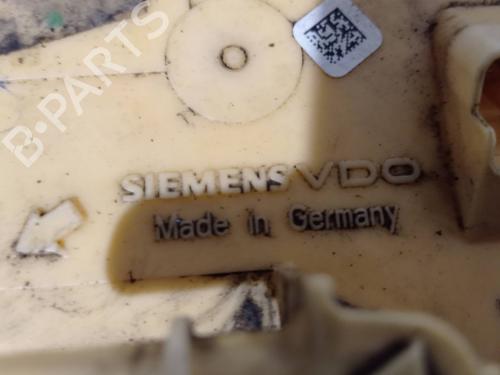 B-PARTS
SIEMENS VDO
Made in Germany